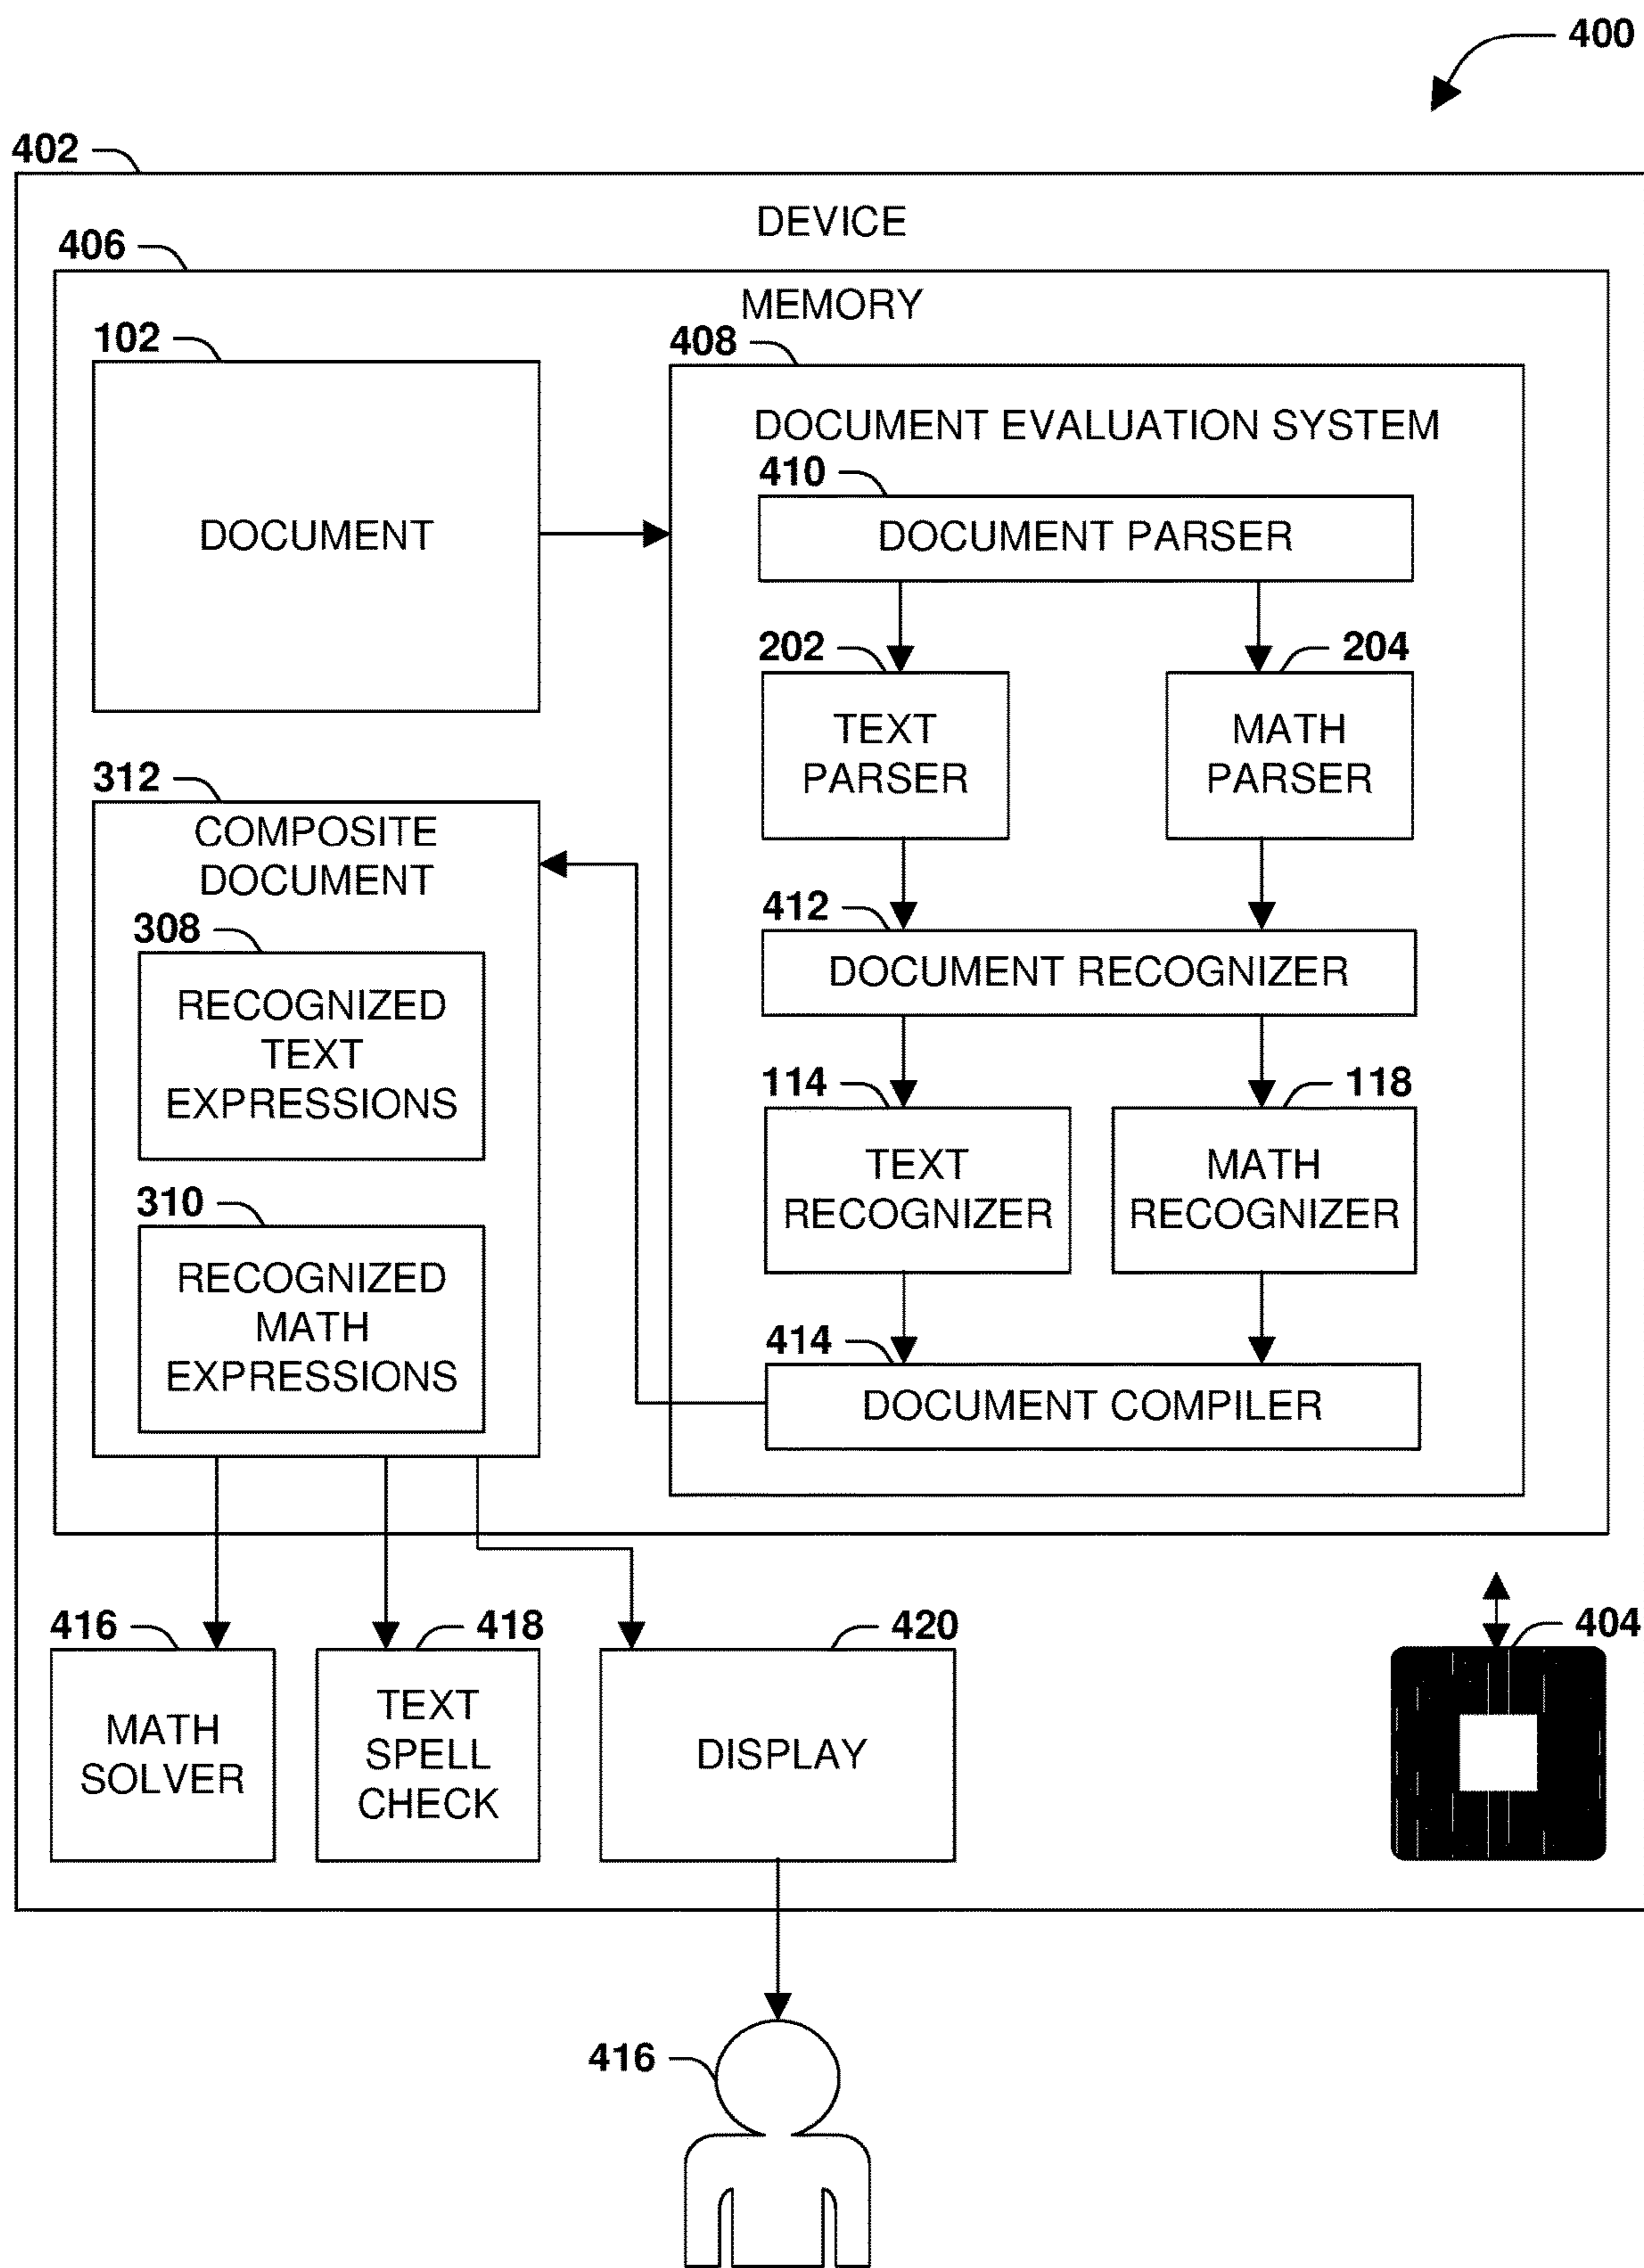 400
402
DEVICE
406
MEMORY
102
DOCUMENT
408
DOCUMENT EVALUATION SYSTEM
410
DOCUMENT PARSER
202
TEXT
PARSER
204
MATH
PARSER
412
DOCUMENT RECOGNIZER
114
TEXT
RECOGNIZER
118
MATH
RECOGNIZER
414
DOCUMENT COMPILER
312
COMPOSITE
DOCUMENT
308
RECOGNIZED
TEXT
EXPRESSIONS
310
RECOGNIZED
MATH
EXPRESSIONS
416
MATH
SOLVER
418
TEXT
SPELL
CHECK
420
DISPLAY
404
416